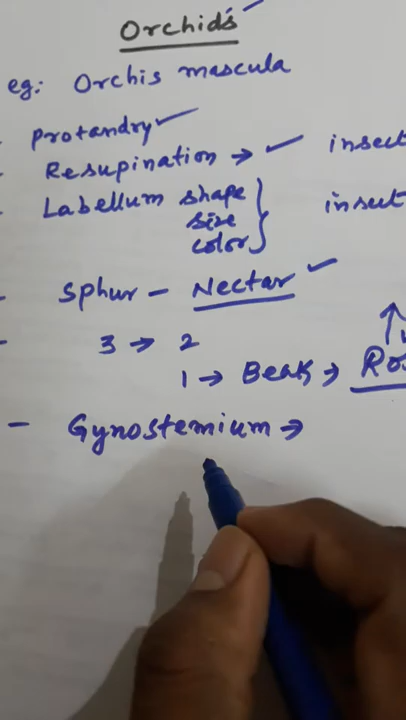 Orchids
eg: Orchis mascula
- Protandry
- Resupination → insect
- Labellum shape
size
color } insect
- Sphur - Nectar
- 3 → 2
1 → Beak →
- Gynostemium →